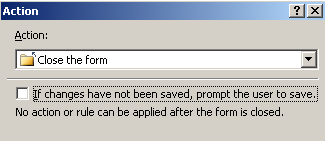 Action
Action:
Close the form
If changes have not been saved, prompt the user to save.
No action or rule can be applied after the form is closed.